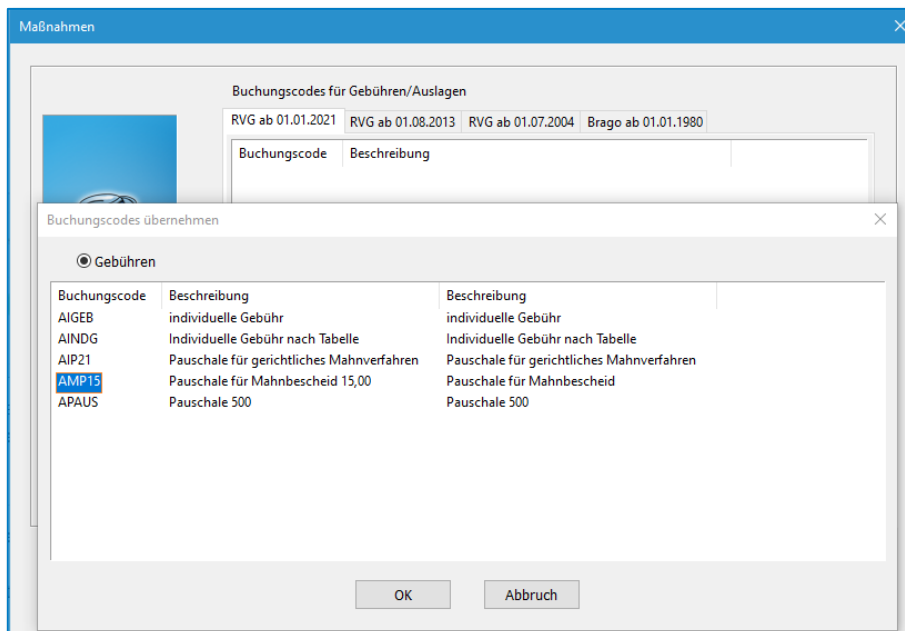 Maßnahmen
Buchungscodes für Gebühren/Auslagen
RVG ab 01.01.2021 RVG ab 01.08.2013 RVG ab 01.07.2004 Brago ab 01.01.1980
Buchungscode Beschreibung
Buchungscodes übernehmen
Gebühren
Buchungscode Beschreibung Beschreibung
AIGEB individuelle Gebühr individuelle Gebühr
AINDG Individuelle Gebühr nach Tabelle Individuelle Gebühr nach Tabelle
AIP21 Pauschale für gerichtliches Mahnverfahren Pauschale für gerichtliches Mahnverfahren
AMP15 Pauschale für Mahnbescheid 15,00 Pauschale für Mahnbescheid
APAUS Pauschale 500 Pauschale 500
OK Abbruch